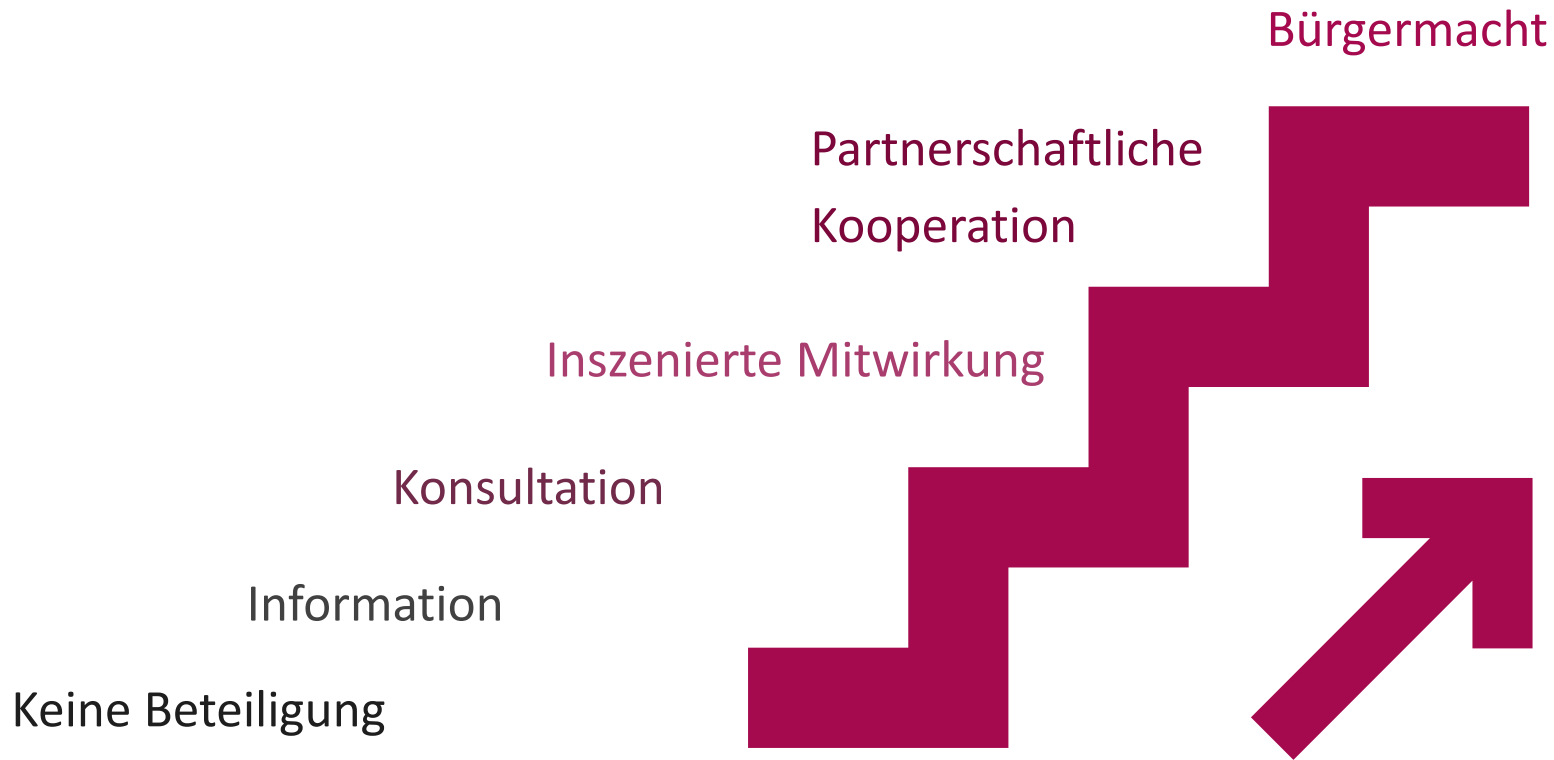 Bürgermacht
Partnerschaftliche
Kooperation
Inszenierte Mitwirkung
Konsultation
Information
Keine Beteiligung